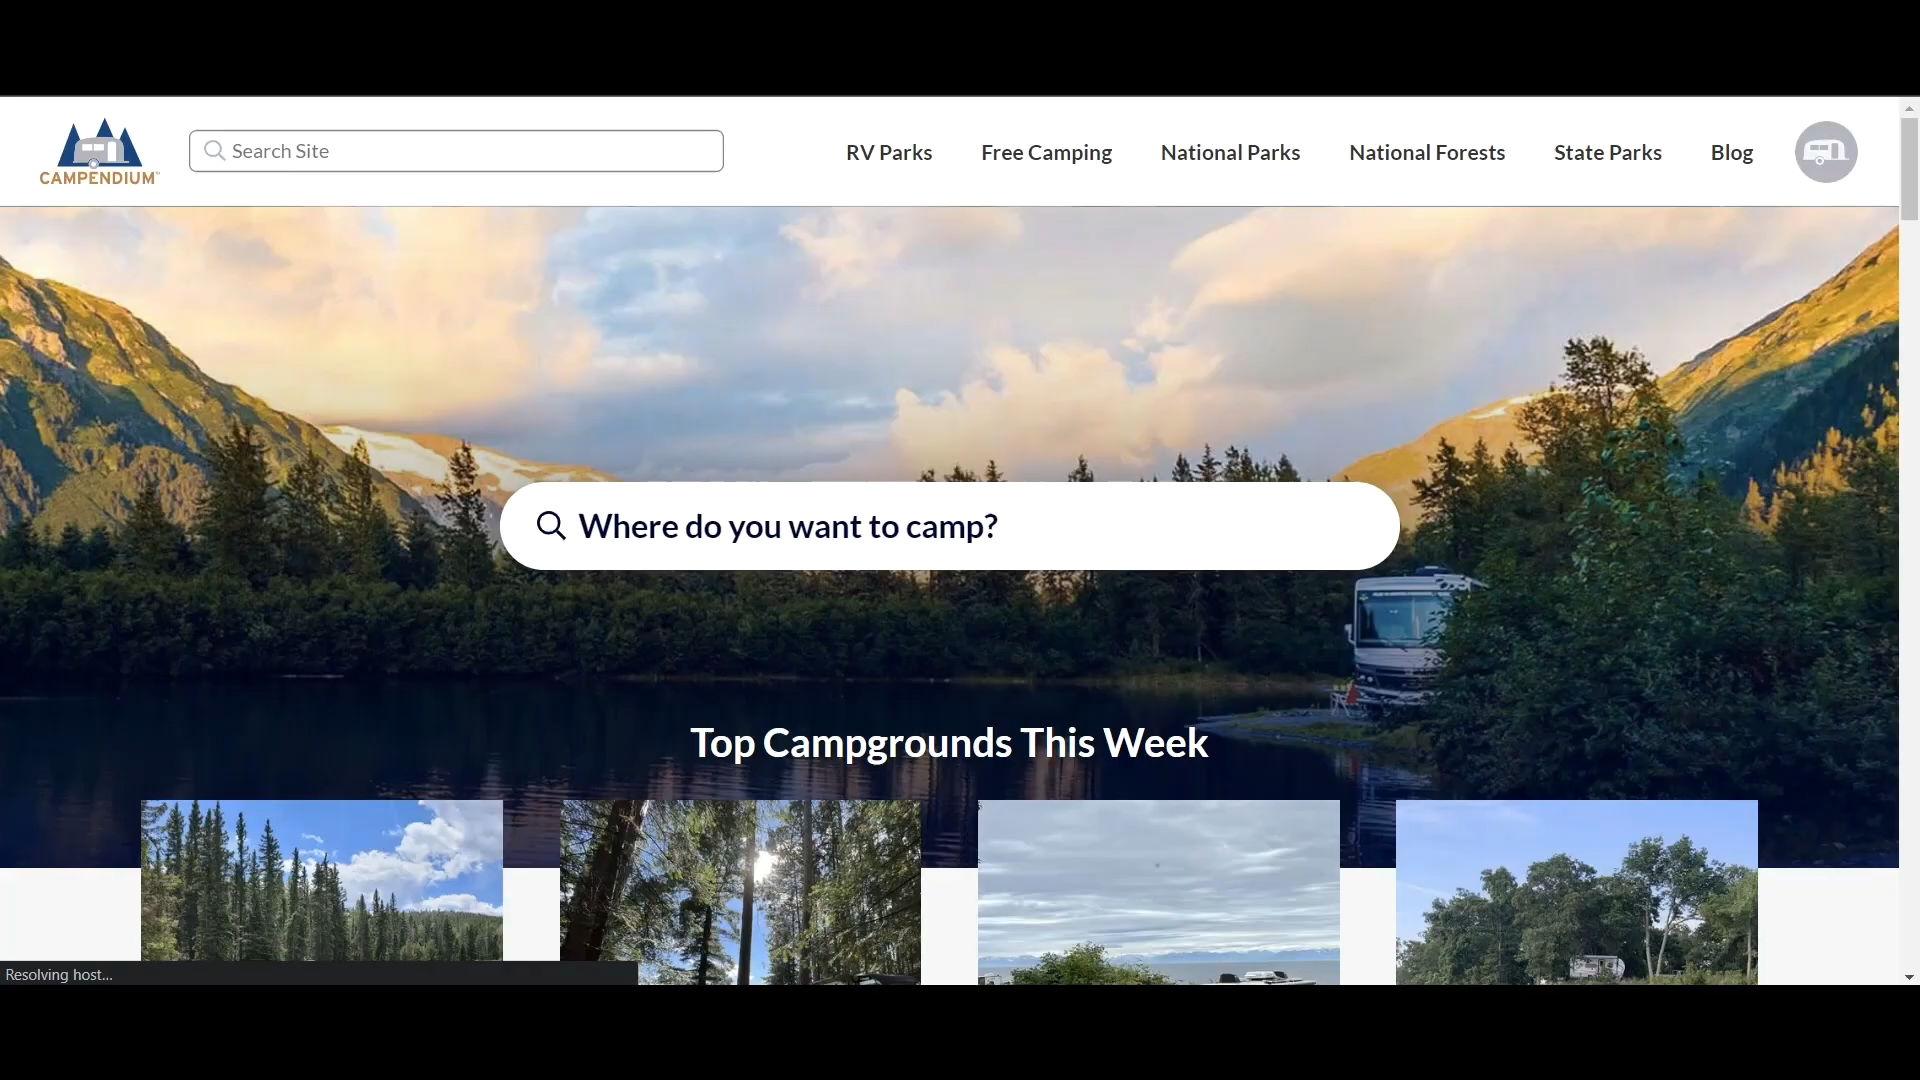 CAMPENDIUM
Search Site
RV Parks
Free Camping
National Parks
National Forests
State Parks
Blog
Where do you want to camp?
Top Campgrounds This Week
Resolving host...